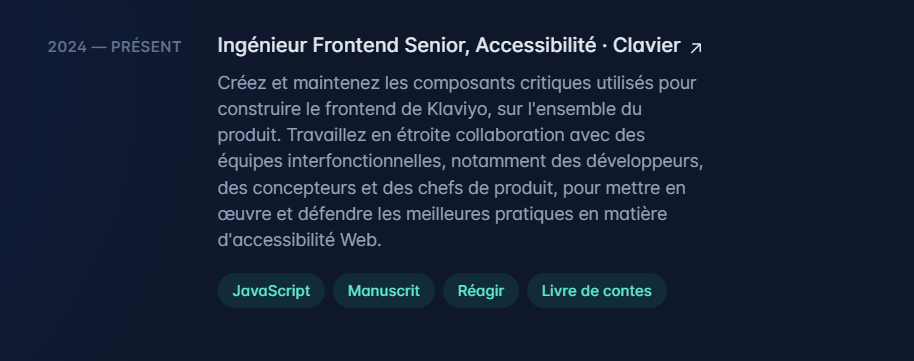 2024 — PRÉSENT
Ingénieur Frontend Senior, Accessibilité · Clavier ↗
Créez et maintenez les composants critiques utilisés pour
construire le frontend de Klaviyo, sur l'ensemble du
produit. Travaillez en étroite collaboration avec des
équipes interfonctionnelles, notamment des développeurs,
des concepteurs et des chefs de produit, pour mettre en
œuvre et défendre les meilleures pratiques en matière
d'accessibilité Web.
JavaScript
Manuscrit
Réagir
Livre de contes